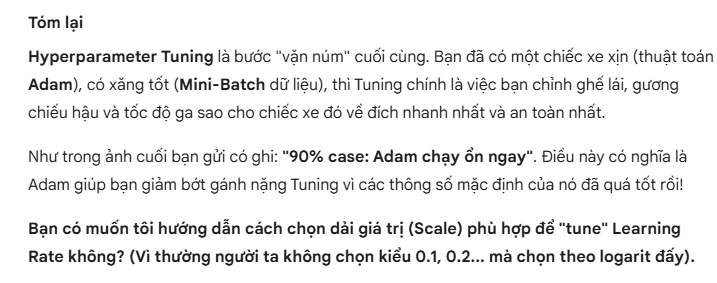 Tóm lại
Hyperparameter Tuning là bước "vặn núm" cuối cùng. Bạn đã có một chiếc xe xịn (thuật toán
Adam), có xăng tốt (Mini-Batch dữ liệu), thì Tuning chính là việc bạn chỉnh ghế lái, gương
chiếu hậu và tốc độ ga sao cho chiếc xe đó về đích nhanh nhất và an toàn nhất.
Như trong ảnh cuối bạn gửi có ghi: "90% case: Adam chạy ổn ngay". Điều này có nghĩa là
Adam giúp bạn giảm bớt gánh nặng Tuning vì các thông số mặc định của nó đã quá tốt rồi!
Bạn có muốn tôi hướng dẫn cách chọn dải giá trị (Scale) phù hợp để "tune" Learning
Rate không? (Vì thường người ta không chọn kiểu 0.1, 0.2... mà chọn theo logarit đấy).